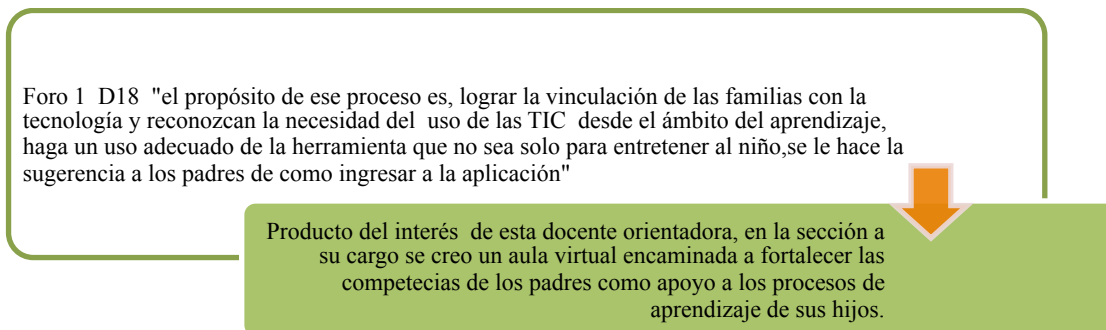 Foro 1  D18  "el propósito de ese proceso es, lograr la vinculación de las familias con la
tecnología y reconozcan la necesidad del  uso de las TIC  desde el ámbito del aprendizaje,
haga un uso adecuado de la herramienta que no sea solo para entretener al niño,se le hace la
sugerencia a los padres de como ingresar a la aplicación"
Producto del interés  de esta docente orientadora, en la sección a
su cargo se creo un aula virtual encaminada a fortalecer las
competecias de los padres como apoyo a los procesos de
aprendizaje de sus hijos.